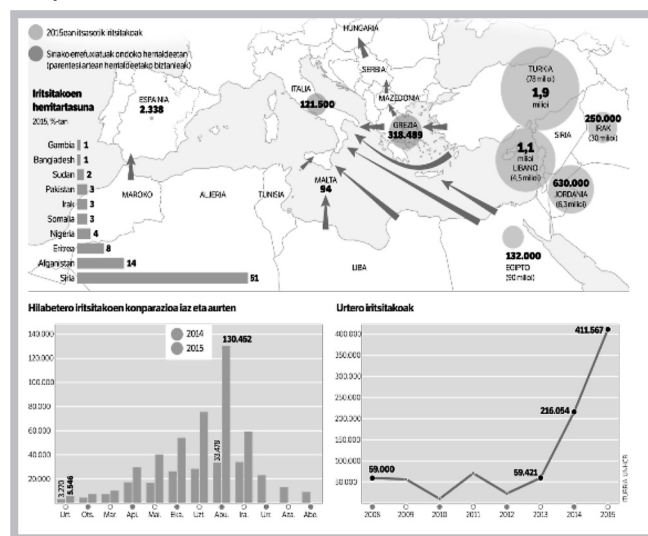 2015ean itsasotik iritsitakoak
Siriako errefuxiatuak ondoko herrialdeetan
(parentesi artean herrialdeetako biztanleak)
Iritsitakoen
herritartasuna
2015, %-tan
Gambia 1
Bangladesh 1
Sudan 2
Pakistan 3
Irak 3
Somalia 3
Nigeria 4
Eritrea 8
Afganistan 14
Siria 51
HUNGARIA
SERBIA
MAZEDONIA
ITALIA
121.500
ESPAINIA
2.338
GREZIA
318.489
MALTA
94
MAROKO
ALJERIA
TUNISIA
LIBIA
TURKIA
(78 milioi)
1,9
milioi
SIRIA
250.000
IRAK
(30 milioi)
1,1
milioi
LIBANO
(4,5 milioi)
630.000
JORDANIA
(6,3 milioi)
132.000
EGIPTO
(90 milioi)
Hilabetero iritsitakoen konparazioa iaz eta aurten
2014
2015
140.000
120.000
100.000
80.000
60.000
40.000
20.000
3.270
5.546
33.478
130.452
Urt. Ots. Mar. Api. Mai. Eka. Uzt. Abu. Ira. Urr. Aza. Abe.
Urtero iritsitakoak
400.000
350.000
300.000
250.000
200.000
150.000
100.000
50.000
59.000
59.421
216.054
411.567
2008 2009 2010 2011 2012 2013 2014 2015
ITURRIA: UNHCR